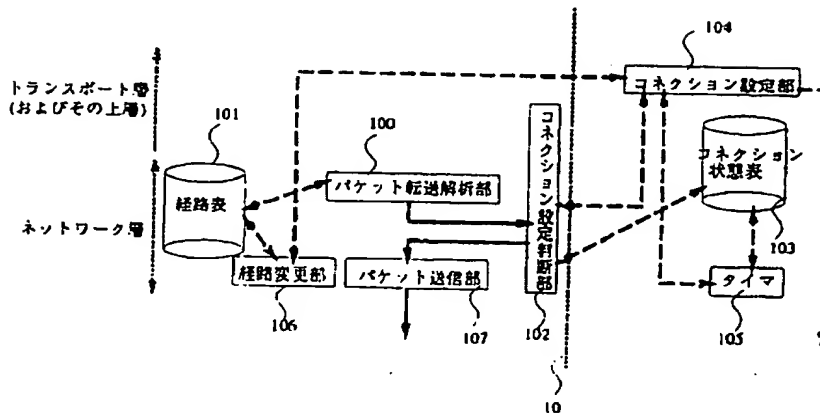 104
トランスポート層
(およびその上層)
コネクション設定部
101
100
コネクション設定判断部
コネクション
状態表
経路表
パケット転送解析部
ネットワーク層
103
経路変更部
パケット送信部
タイマ
106
107
102
105
10